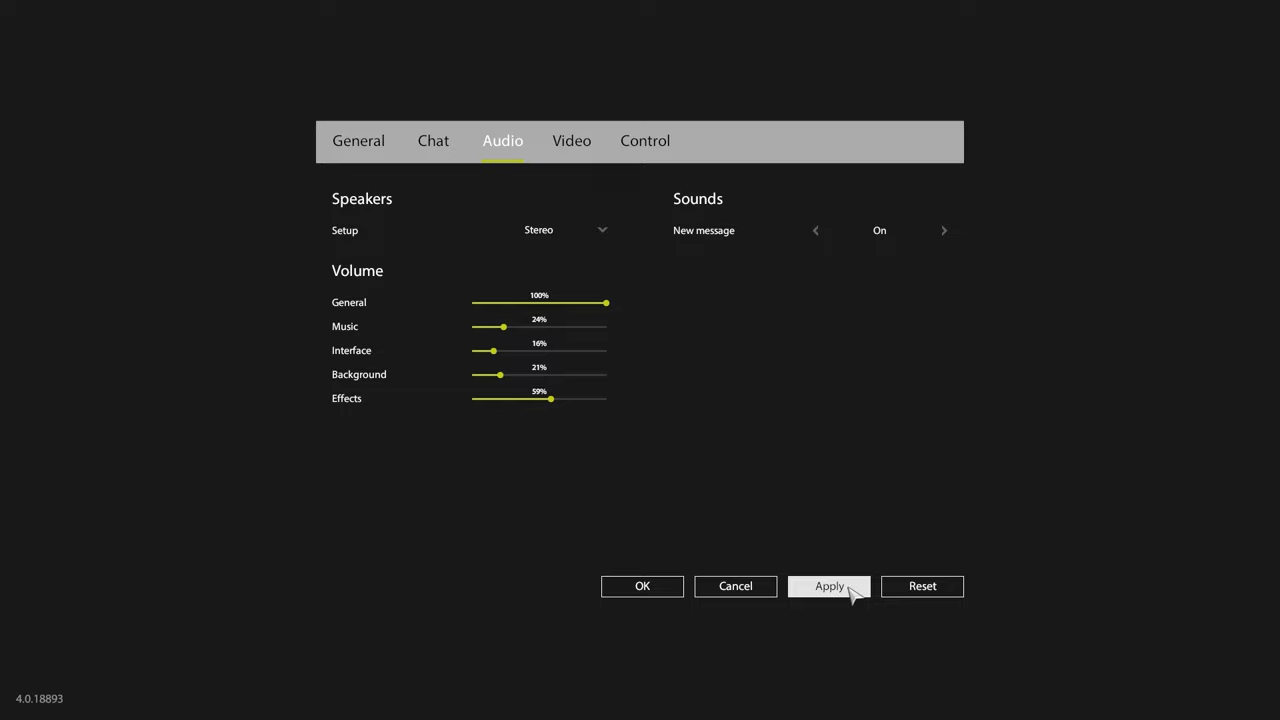 General Chat Audio Video Control
Speakers
Setup Stereo
Volume
General 100%
Music 24%
Interface 16%
Background 21%
Effects 59%
Sounds
New message On
OK Cancel Apply Reset
4.0.18893